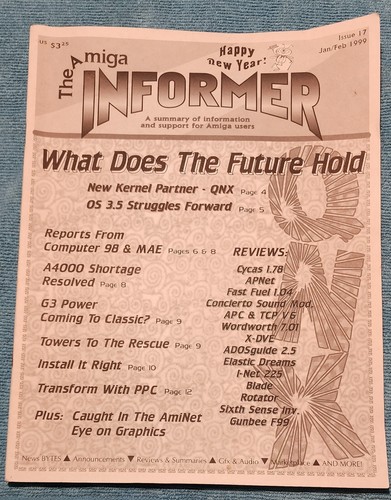 US $3.25
Happy
New Year!
Issue 17
Jan/Feb 1999
The Amiga
INFORMER
A summary of information
and support for Amiga users
What Does The Future Hold
New Kernel Partner - QNX Page 4
OS 3.5 Struggles Forward Page 5
QNX
Reports From
Computer 98 & MAE Pages 6 & 8
A4000 Shortage
Resolved Page 8
G3 Power
Coming To Classic? Page 9
Towers To The Rescue Page 9
Install It Right Page 10
Transform With PPC Page 12
Plus: Caught In The AmiNet
Eye on Graphics
REVIEWS:
Cycas 1.78
APNet
Fast Fuel 1.04
Concierto Sound Mod.
APC & TCP V.6
Wordworth 7.01
X-DVE
ADOSguide 2.5
Elastic Dreams
I-Net 225
Blade
Rotator
Sixth Sense Inv.
Gunbee F99
News BYTES ▲ Announcements ▼ Reviews & Summaries ▲ Gfx & Audio ▼ Marketplace ▲ AND MORE!